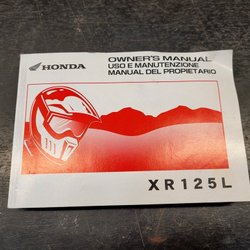 HONDA
OWNER'S MANUAL
USO E MANUTENZIONE
MANUAL DEL PROPIETARIO
XR125L